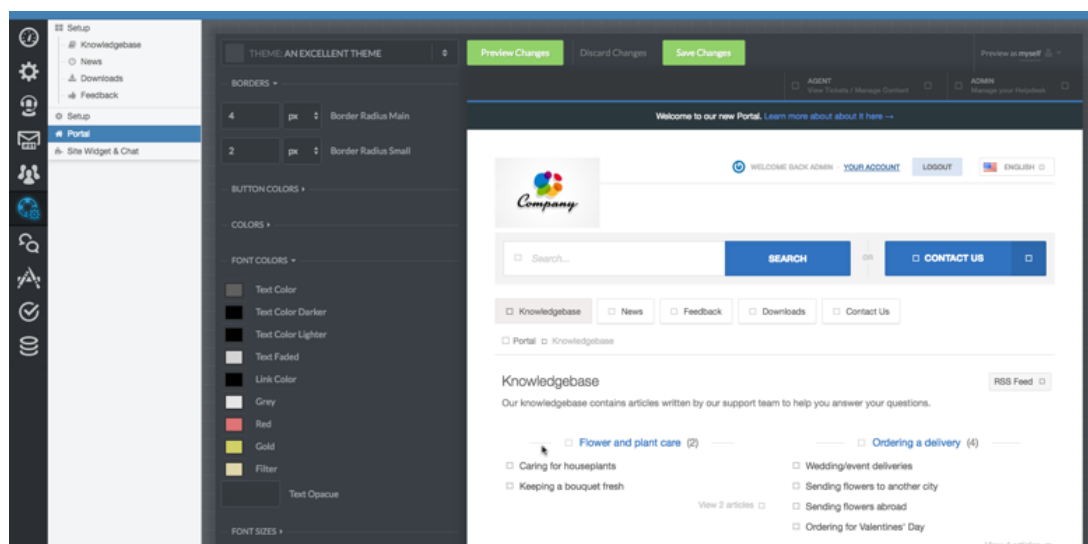 Setup
Knowledgebase
News
Downloads
Feedback
Setup
Portal
Site Widget & Chat
THEME: AN EXCELLENT THEME
BORDERS
4 px Border Radius Main
2 px Border Radius Small
BUTTON COLORS
COLORS
FONT COLORS
Text Color
Text Color Darker
Text Color Lighter
Text Faded
Link Color
Grey
Red
Gold
Filter
Text Opacue
FONT SIZES
Preview Changes Discard Changes Save Changes Preview as myself
AGENT
View Tickets / Manage Content
ADMIN
Manage your Helpdesk
Welcome to our new Portal. Learn more about about it here →
Company
WELCOME BACK ADMIN - YOUR ACCOUNT LOGOUT ENGLISH
Search... SEARCH OR CONTACT US
Knowledgebase News Feedback Downloads Contact Us
Portal Knowledgebase
Knowledgebase RSS Feed
Our knowledgebase contains articles written by our support team to help you answer your questions.
Flower and plant care (2)
Caring for houseplants
Keeping a bouquet fresh
View 2 articles
Ordering a delivery (4)
Wedding/event deliveries
Sending flowers to another city
Sending flowers abroad
Ordering for Valentines' Day